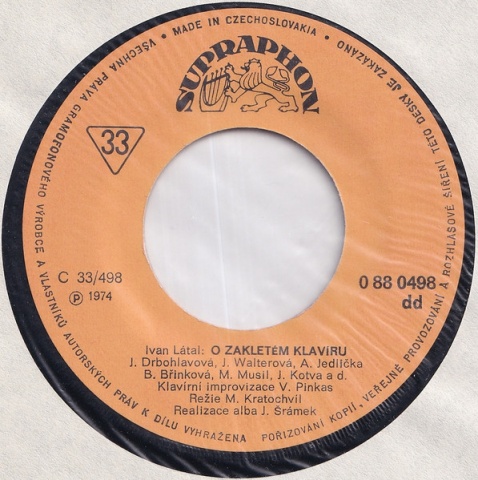 • MADE IN CZECHOSLOVAKIA •
VŠECHNA PRÁVA GRAMOFONOVÉHO VÝROBCE A VLASTNÍKŮ AUTORSKÝCH PRÁV K DÍLU VYHRAŽENA
POŘIZOVÁNÍ KOPIÍ, VEŘEJNÉ PROVOZOVÁNÍ A ROZHLASOVÉ ŠÍŘENÍ TÉTO DESKY JE ZAKÁZÁNO
SUPRAPHON
33
C 33/498
0 88 0498
Ⓟ 1974
dd
Ivan Látal: O ZAKLETÉM KLAVÍRU
J. Drbohlavová, J. Walterová, A. Jedlička
B. Břinková, M. Musil, J. Kotva a d.
Klavírní improvizace V. Pinkas
Režie M. Kratochvíl
Realizace alba J. Šrámek